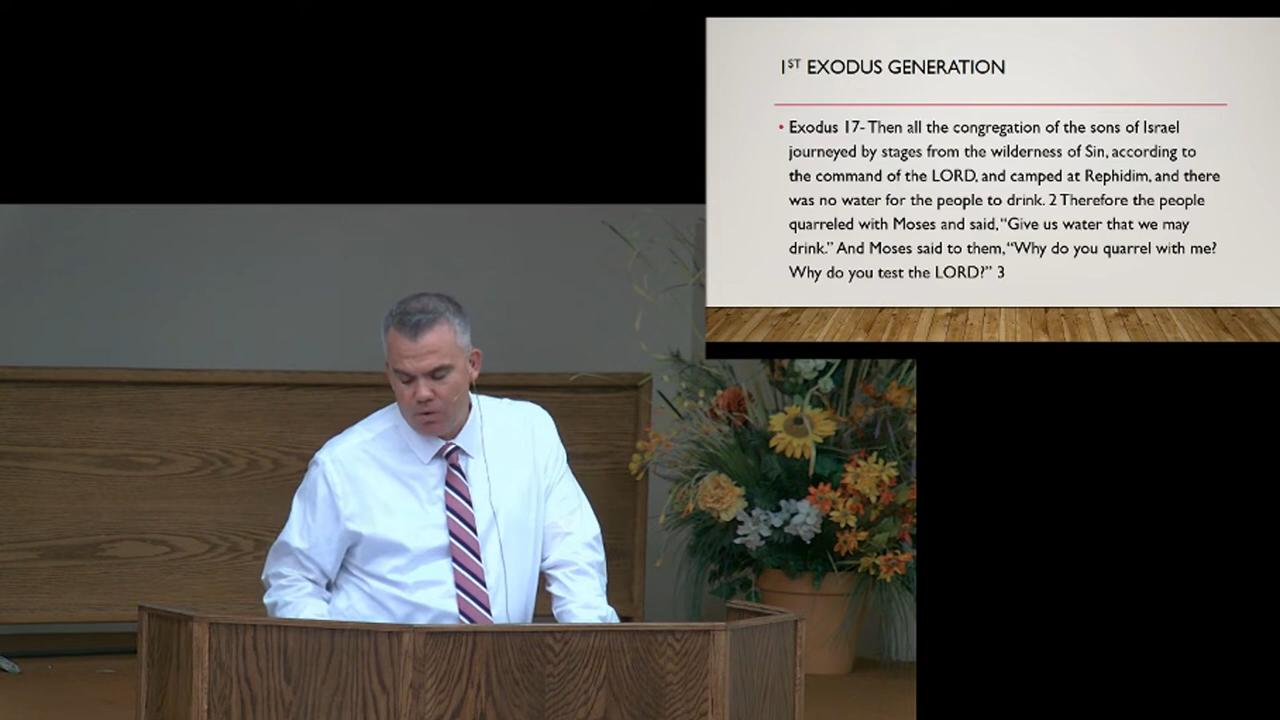 1ST EXODUS GENERATION
• Exodus 17- Then all the congregation of the sons of Israel
journeyed by stages from the wilderness of Sin, according to
the command of the LORD, and camped at Rephidim, and there
was no water for the people to drink. 2 Therefore the people
quarreled with Moses and said, “Give us water that we may
drink.” And Moses said to them, “Why do you quarrel with me?
Why do you test the LORD?” 3